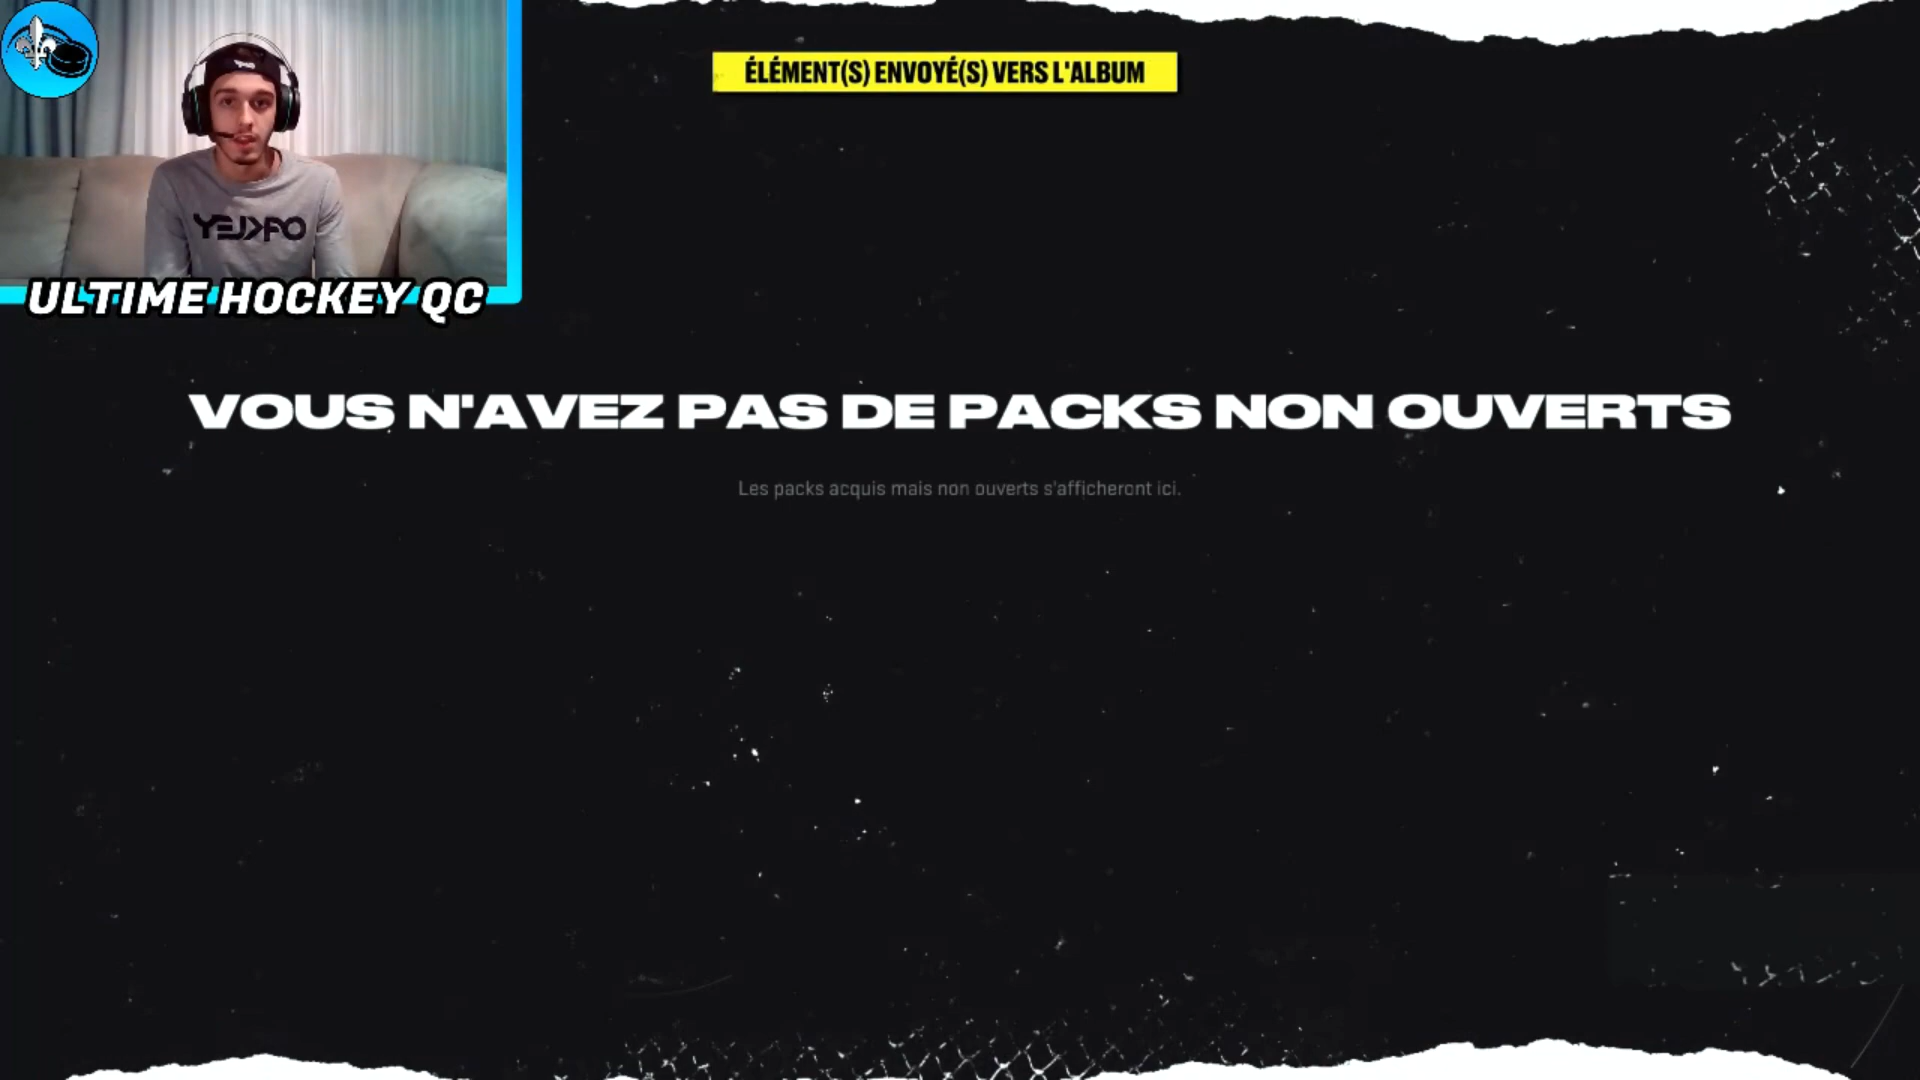 ÉLÉMENT(S) ENVOYÉ(S) VERS L'ALBUM
ULTIME HOCKEY QC
VOUS N'AVEZ PAS DE PACKS NON OUVERTS
Les packs acquis mais non ouverts s'afficheront ici.